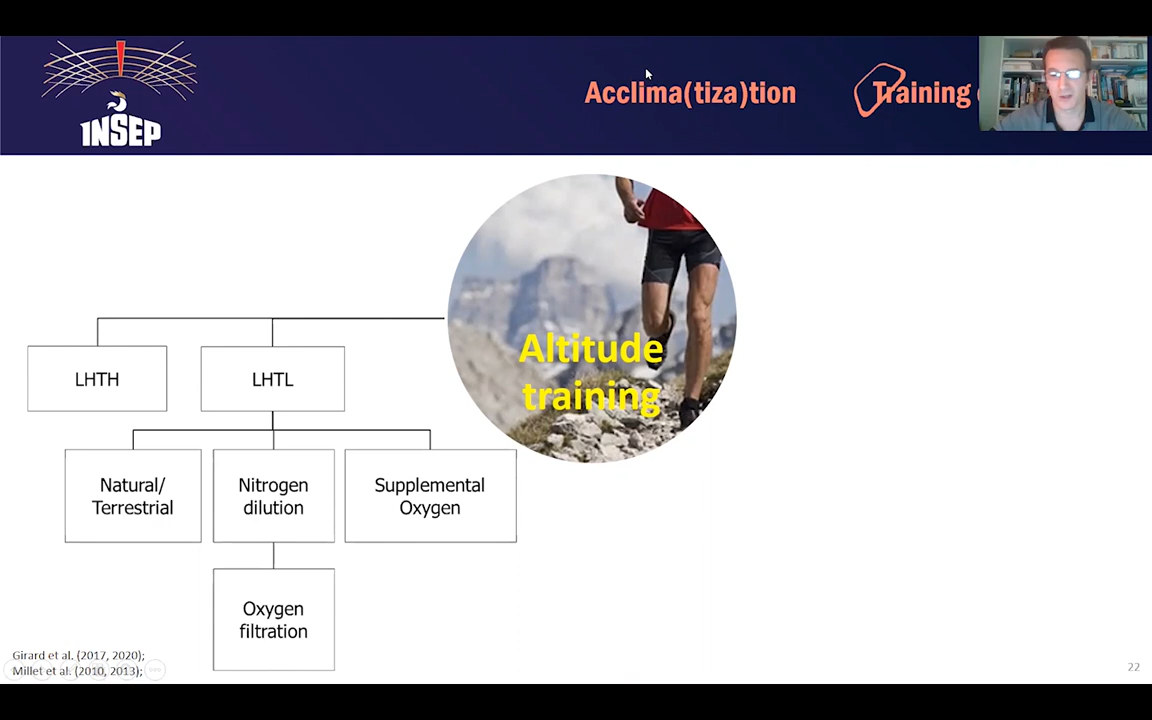 INSEP
Acclima(tiza)tion
Training
Altitude
training
LHTH
LHTL
Natural/
Terrestrial
Nitrogen
dilution
Supplemental
Oxygen
Oxygen
filtration
Girard et al. (2017, 2020);
Millet et al. (2010, 2013);
22